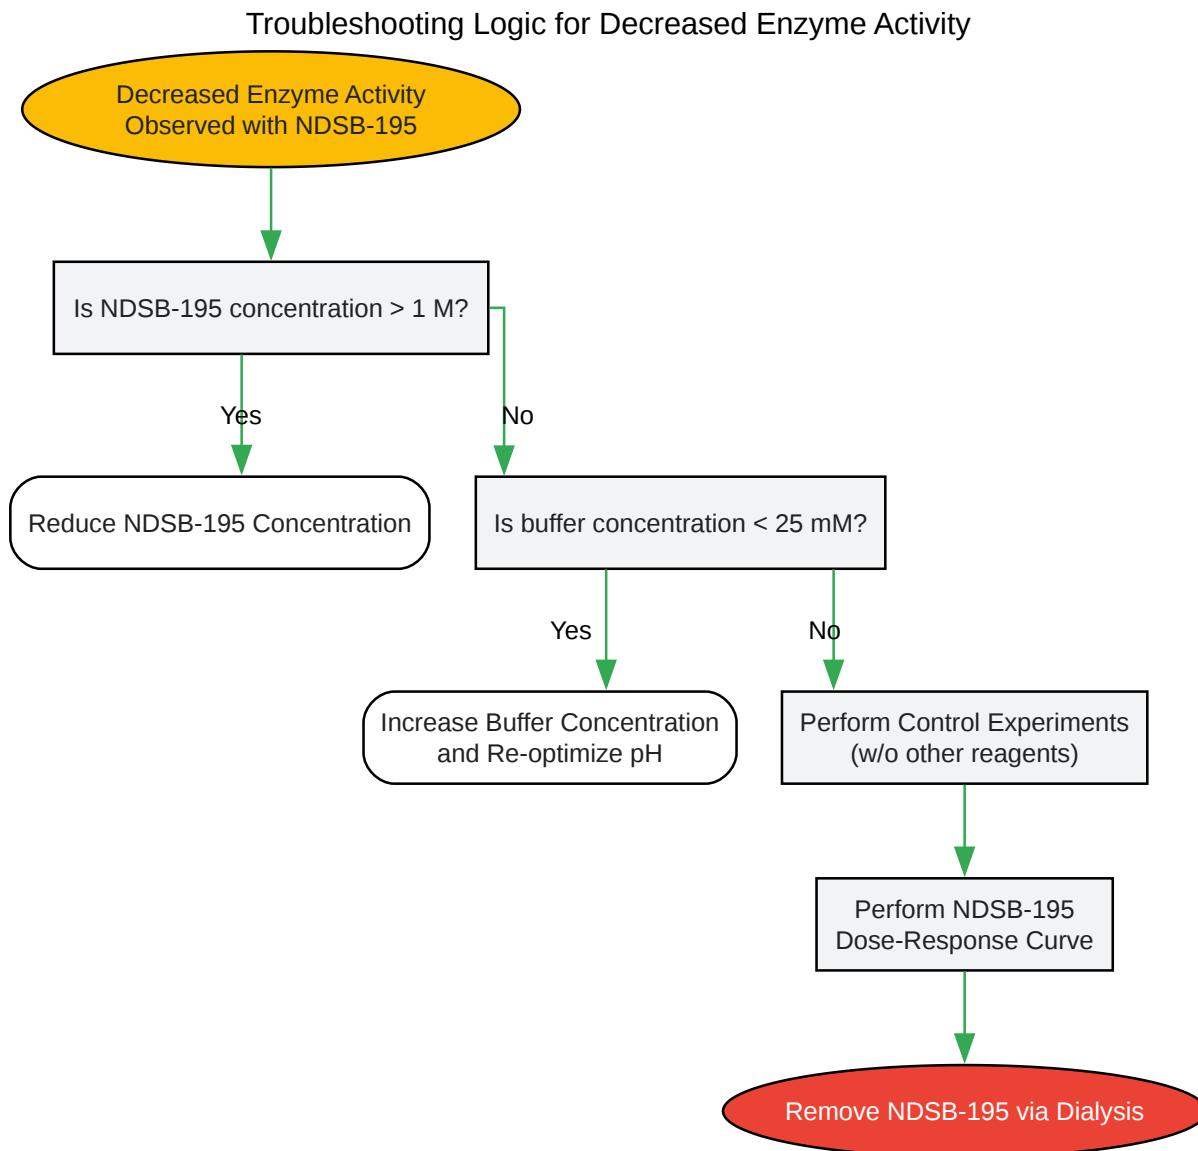 Troubleshooting Logic for Decreased Enzyme Activity
Decreased Enzyme Activity
Observed with NDSB-195
Is NDSB-195 concentration > 1 M?
Yes
No
Reduce NDSB-195 Concentration
Is buffer concentration < 25 mM?
Yes
No
Increase Buffer Concentration
and Re-optimize pH
Perform Control Experiments
(w/o other reagents)
Perform NDSB-195
Dose-Response Curve
Remove NDSB-195 via Dialysis